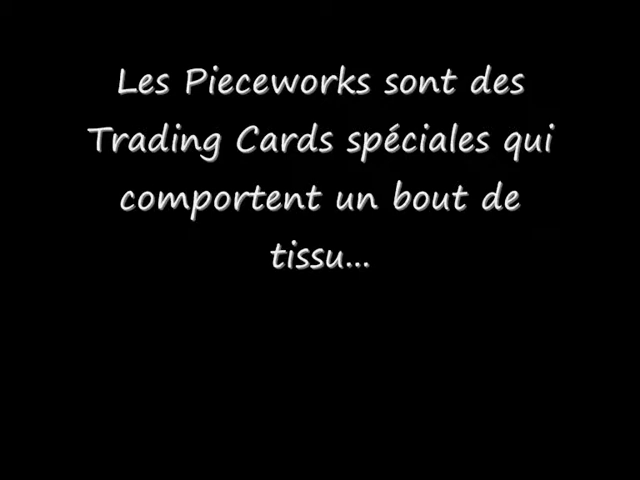 Les Pieceworks sont des
Trading Cards spéciales qui
comportent un bout de
tissu...